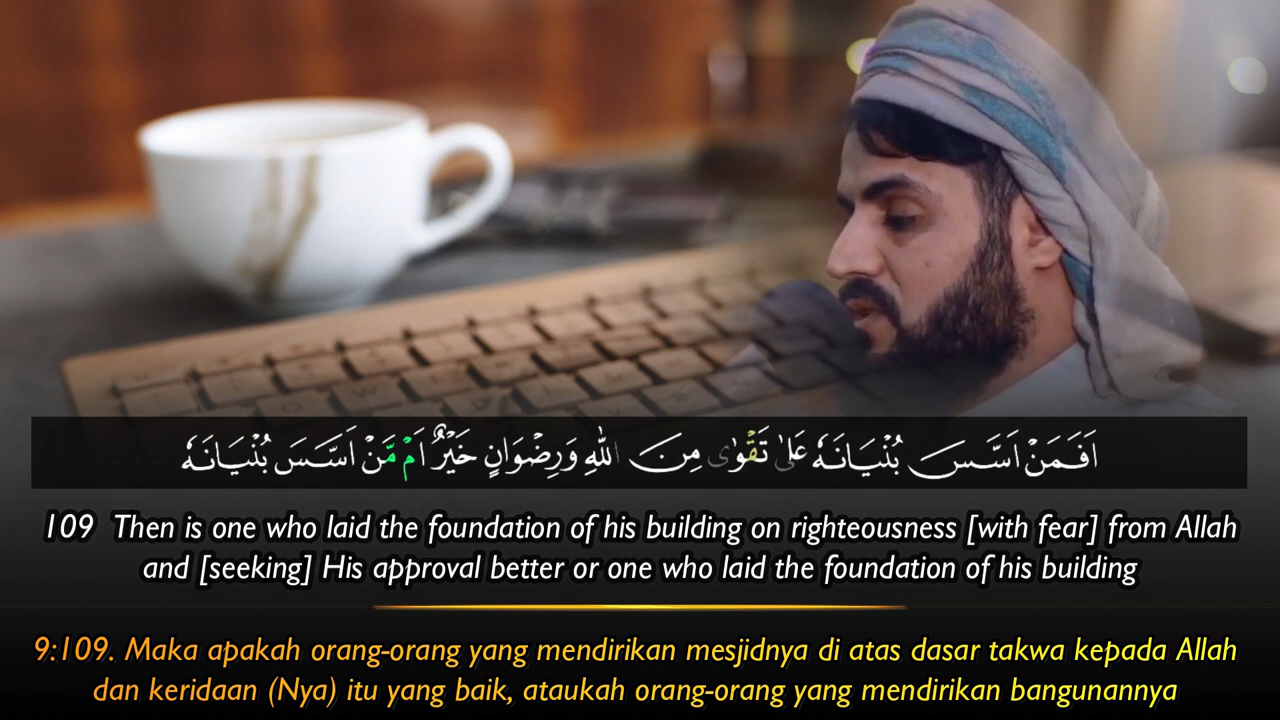 اَفَمَنْ اَسَّسَ بُنْيَانَهٗ عَلٰى تَقْوٰى مِنَ اللّٰهِ وَرِضْوَانٍ خَيْرٌ اَمْ مَّنْ اَسَّسَ بُنْيَانَهٗ
109 Then is one who laid the foundation of his building on righteousness [with fear] from Allah
and [seeking] His approval better or one who laid the foundation of his building
9:109. Maka apakah orang-orang yang mendirikan mesjidnya di atas dasar takwa kepada Allah
dan keridaan (Nya) itu yang baik, ataukah orang-orang yang mendirikan bangunannya